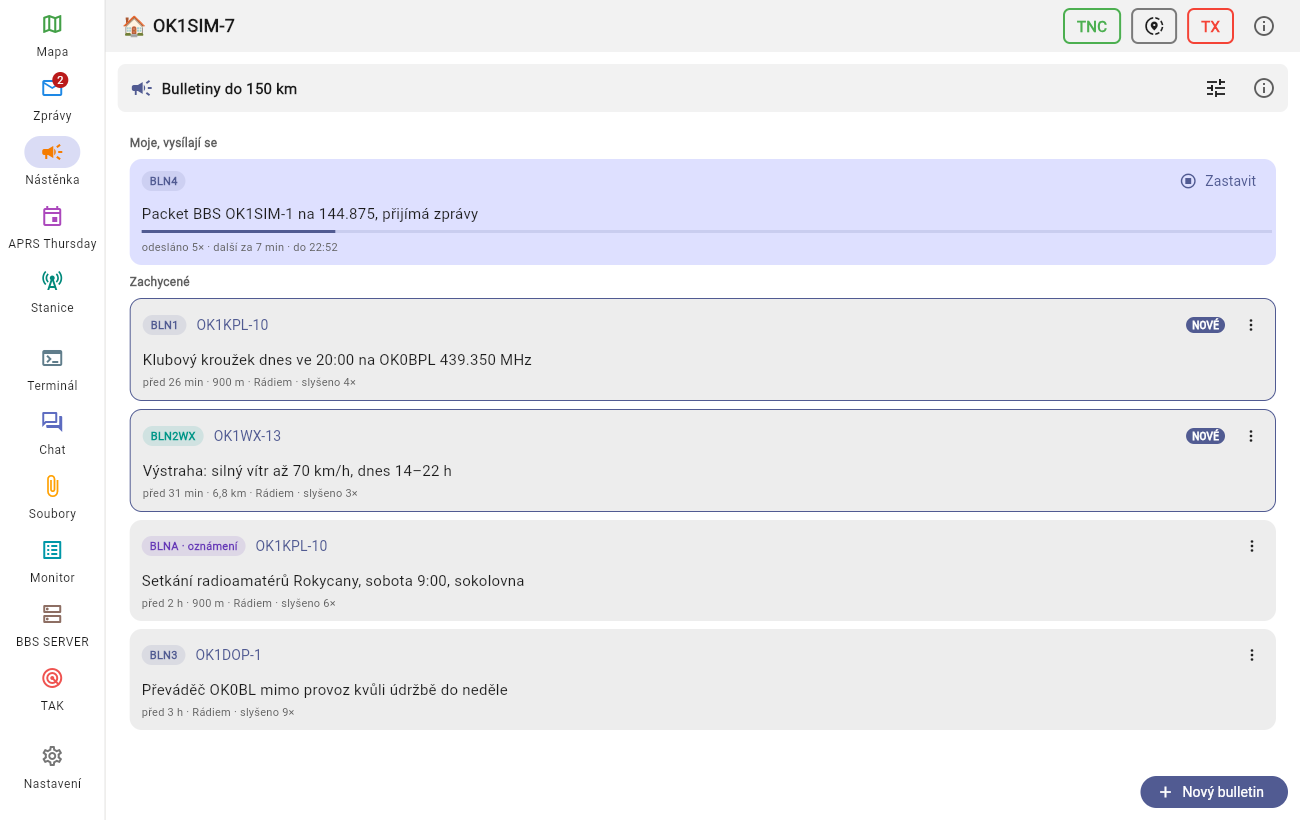 Mapa
2
Zprávy
Nástěnka
APRS Thursday
Stanice
Terminál
Chat
Soubory
Monitor
BBS SERVER
TAK
Nastavení
OK1SIM-7
TNC
TX
Bulletiny do 150 km
Moje, vysílají se
BLN4
Zastavit
Packet BBS OK1SIM-1 na 144.875, přijímá zprávy
odesláno 5× · další za 7 min · do 22:52
Zachycené
BLN1 OK1KPL-10 NOVÉ
Klubový kroužek dnes ve 20:00 na OK0BPL 439.350 MHz
před 26 min · 900 m · Rádiem · slyšeno 4×
BLN2WX OK1WX-13 NOVÉ
Výstraha: silný vítr až 70 km/h, dnes 14–22 h
před 31 min · 6,8 km · Rádiem · slyšeno 3×
BLNA · oznámení OK1KPL-10
Setkání radioamatérů Rokycany, sobota 9:00, sokolovna
před 2 h · 900 m · Rádiem · slyšeno 6×
BLN3 OK1DOP-1
Převáděč OK0BL mimo provoz kvůli údržbě do neděle
před 3 h · Rádiem · slyšeno 9×
Nový bulletin